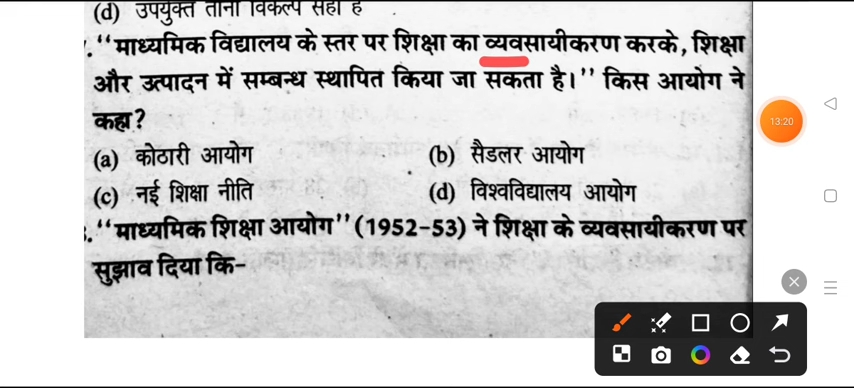 (d) उपर्युक्त तीनों विकल्प सही हैं
. "माध्यमिक विद्यालय के स्तर पर शिक्षा का व्यवसायीकरण करके, शिक्षा
और उत्पादन में सम्बन्ध स्थापित किया जा सकता है।" किस आयोग ने
कहा?
(a) कोठारी आयोग (b) सैडलर आयोग
(c) नई शिक्षा नीति (d) विश्वविद्यालय आयोग
. "माध्यमिक शिक्षा आयोग" (1952-53) ने शिक्षा के व्यवसायीकरण पर
सुझाव दिया कि-
13:20